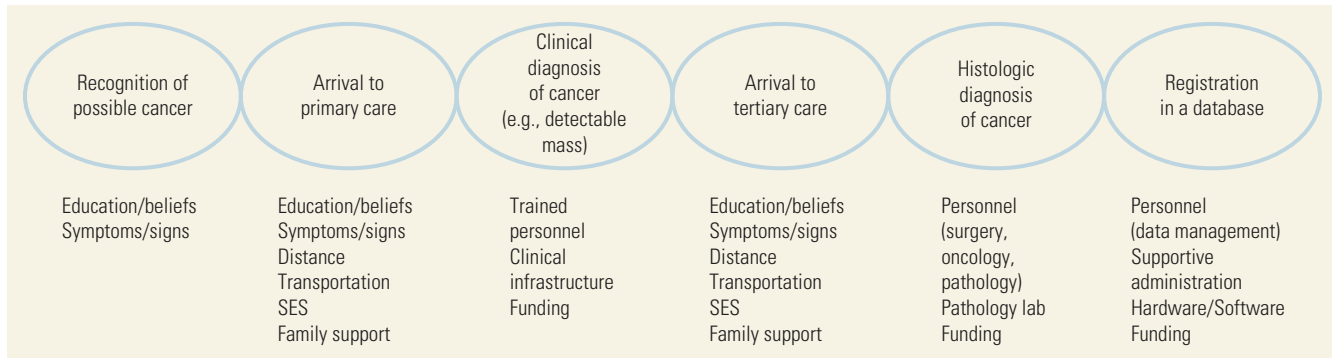 Recognition of
possible cancer
Arrival to
primary care
Clinical
diagnosis
of cancer
(e.g., detectable
mass)
Arrival to
tertiary care
Histologic
diagnosis
of cancer
Registration
in a database
Education/beliefs
Symptoms/signs
Education/beliefs
Symptoms/signs
Distance
Transportation
SES
Family support
Trained
personnel
Clinical
infrastructure
Funding
Education/beliefs
Symptoms/signs
Distance
Transportation
SES
Family support
Personnel
(surgery,
oncology,
pathology)
Pathology lab
Funding
Personnel
(data management)
Supportive
administration
Hardware/Software
Funding